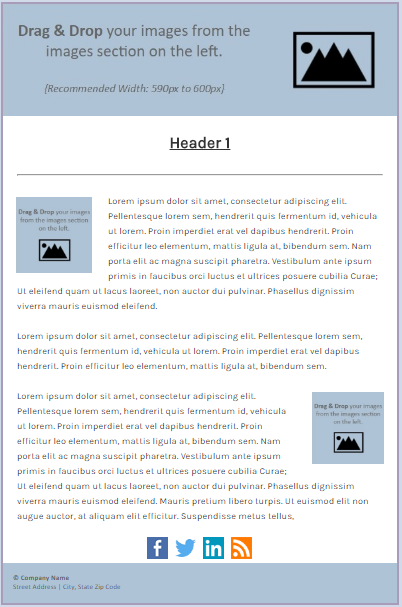 Drag & Drop your images from the
images section on the left.
[Recommended Width: 590px to 600px]
Header 1
Drag & Drop your images
from the images section
on the left.
Lorem ipsum dolor sit amet, consectetur adipiscing elit.
Pellentesque lorem sem, hendrerit quis fermentum id, vehicula
ut lorem. Proin imperdiet erat vel dapibus hendrerit. Proin
efficitur leo elementum, mattis ligula at, bibendum sem. Nam
porta elit ac magna suscipit pharetra. Vestibulum ante ipsum
primis in faucibus orci luctus et ultrices posuere cubilia Curae;
Ut eleifend quam ut lacus laoreet, non auctor dui pulvinar. Phasellus dignissim
viverra mauris euismod eleifend.
Lorem ipsum dolor sit amet, consectetur adipiscing elit. Pellentesque lorem sem,
hendrerit quis fermentum id, vehicula ut lorem. Proin imperdiet erat vel dapibus
hendrerit. Proin efficitur leo elementum, mattis ligula at, bibendum sem.
Lorem ipsum dolor sit amet, consectetur adipiscing elit.
Pellentesque lorem sem, hendrerit quis fermentum id, vehicula
ut lorem. Proin imperdiet erat vel dapibus hendrerit. Proin
efficitur leo elementum, mattis ligula at, bibendum sem. Nam
porta elit ac magna suscipit pharetra. Vestibulum ante ipsum
primis in faucibus orci luctus et ultrices posuere cubilia Curae;
Ut eleifend quam ut lacus laoreet, non auctor dui pulvinar. Phasellus dignissim
viverra mauris euismod eleifend. Mauris pretium libero turpis. Ut euismod elit non
augue auctor, at aliquam elit efficitur. Suspendisse metus tellus,
Drag & Drop your images
from the images section
on the left.
f in
© Company Name
Street Address | City, State Zip Code